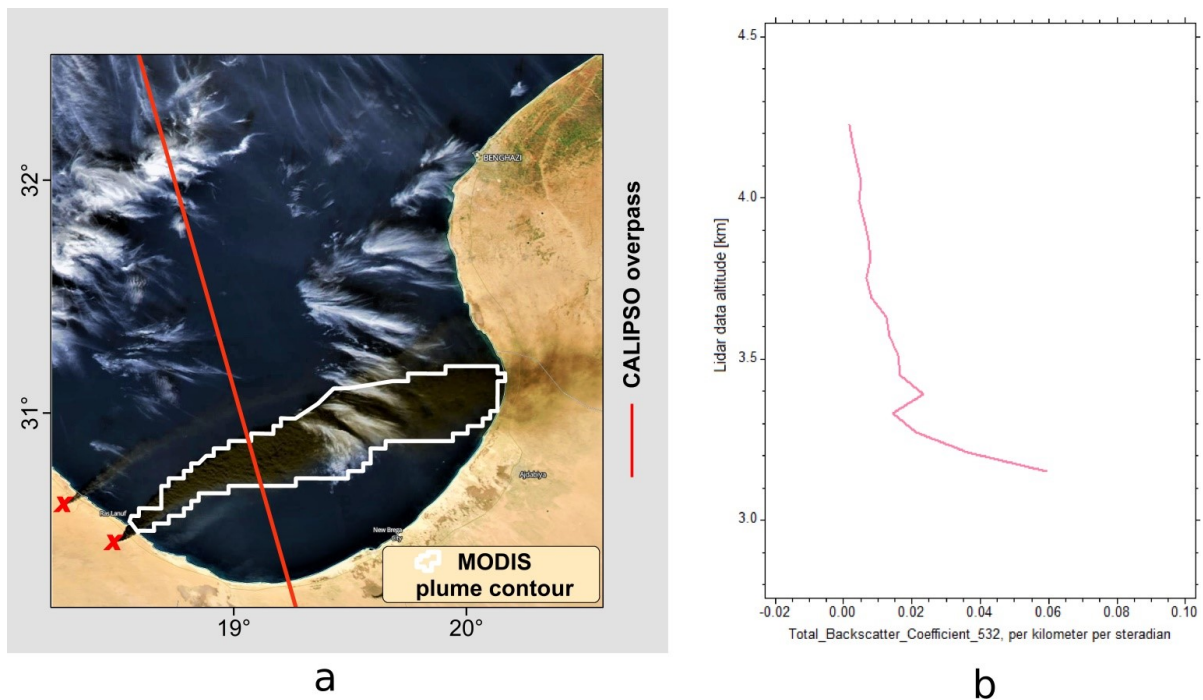 32°
31°
19°
20°
BENGHAZI
Ras Lanuf
Ajdabiya
New Brega
City
x
x
MODIS
plume contour
CALIPSO overpass
a
4.5
4.0
3.5
3.0
Lidar data altitude [km]
-0.02 0.00 0.02 0.04 0.06 0.08 0.10
Total_Backscatter_Coefficient_532, per kilometer per steradian
b